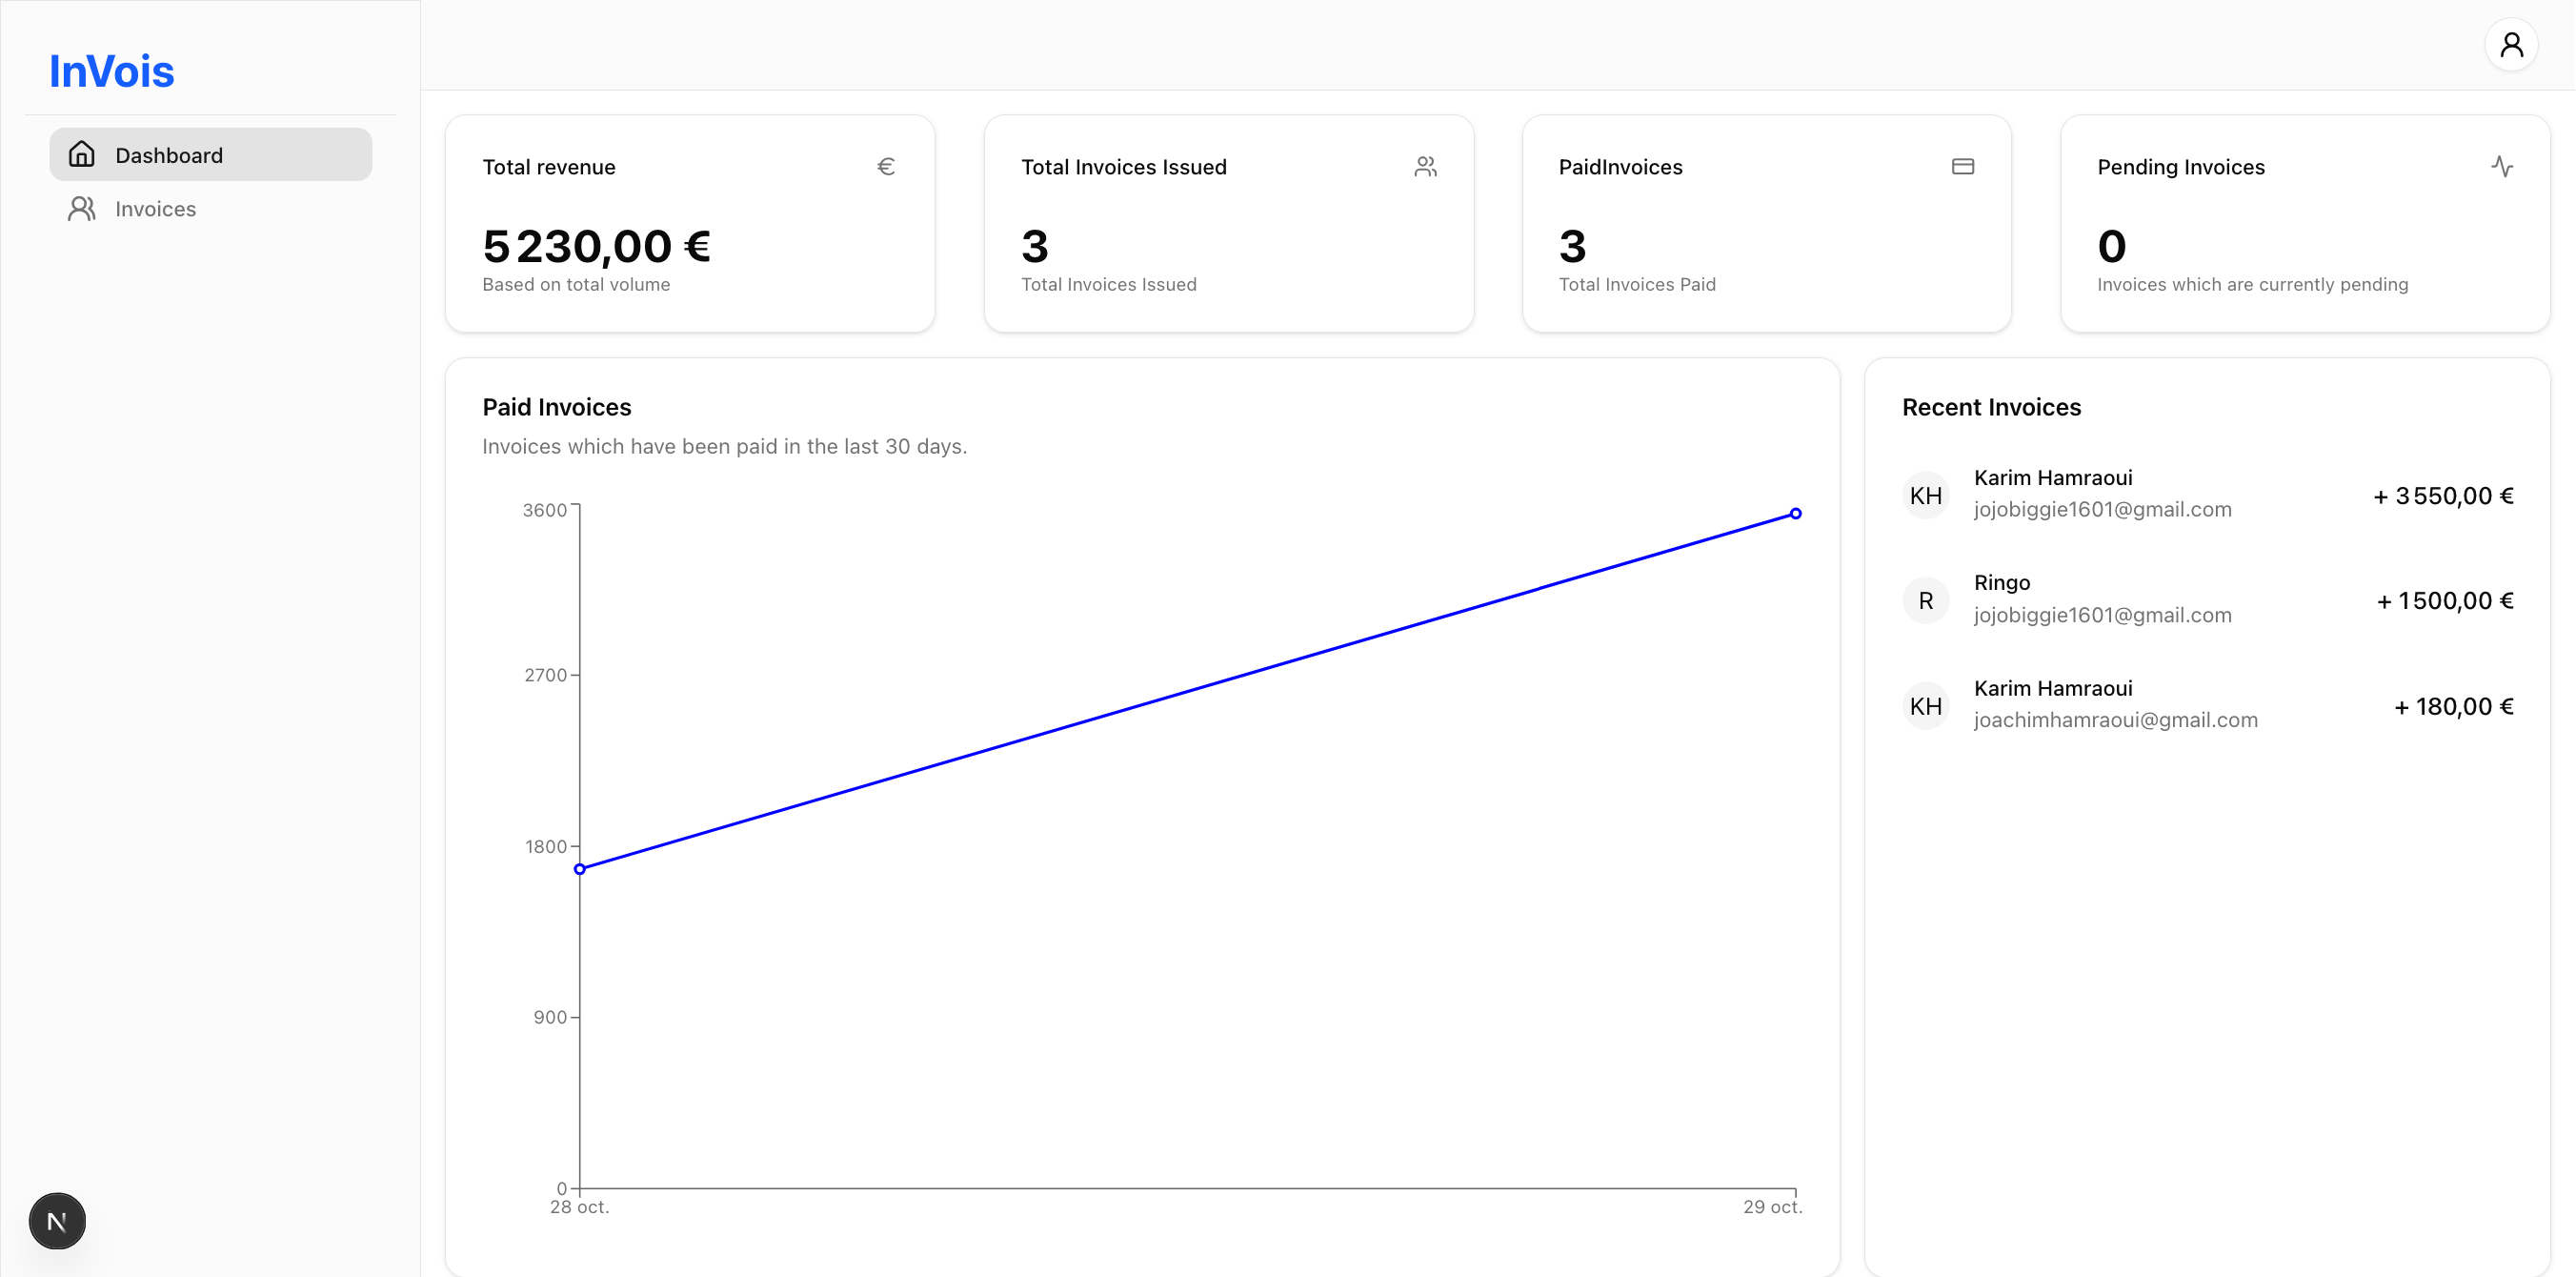 InVois
Dashboard
Invoices
Total revenue
€
5 230,00 €
Based on total volume
Total Invoices Issued
3
Total Invoices Issued
PaidInvoices
3
Total Invoices Paid
Pending Invoices
0
Invoices which are currently pending
Paid Invoices
Invoices which have been paid in the last 30 days.
3600
2700
1800
900
0
28 oct.
29 oct.
Recent Invoices
KH
Karim Hamraoui
jojobiggie1601@gmail.com
+ 3 550,00 €
R
Ringo
jojobiggie1601@gmail.com
+ 1 500,00 €
KH
Karim Hamraoui
joachimhamraoui@gmail.com
+ 180,00 €
N